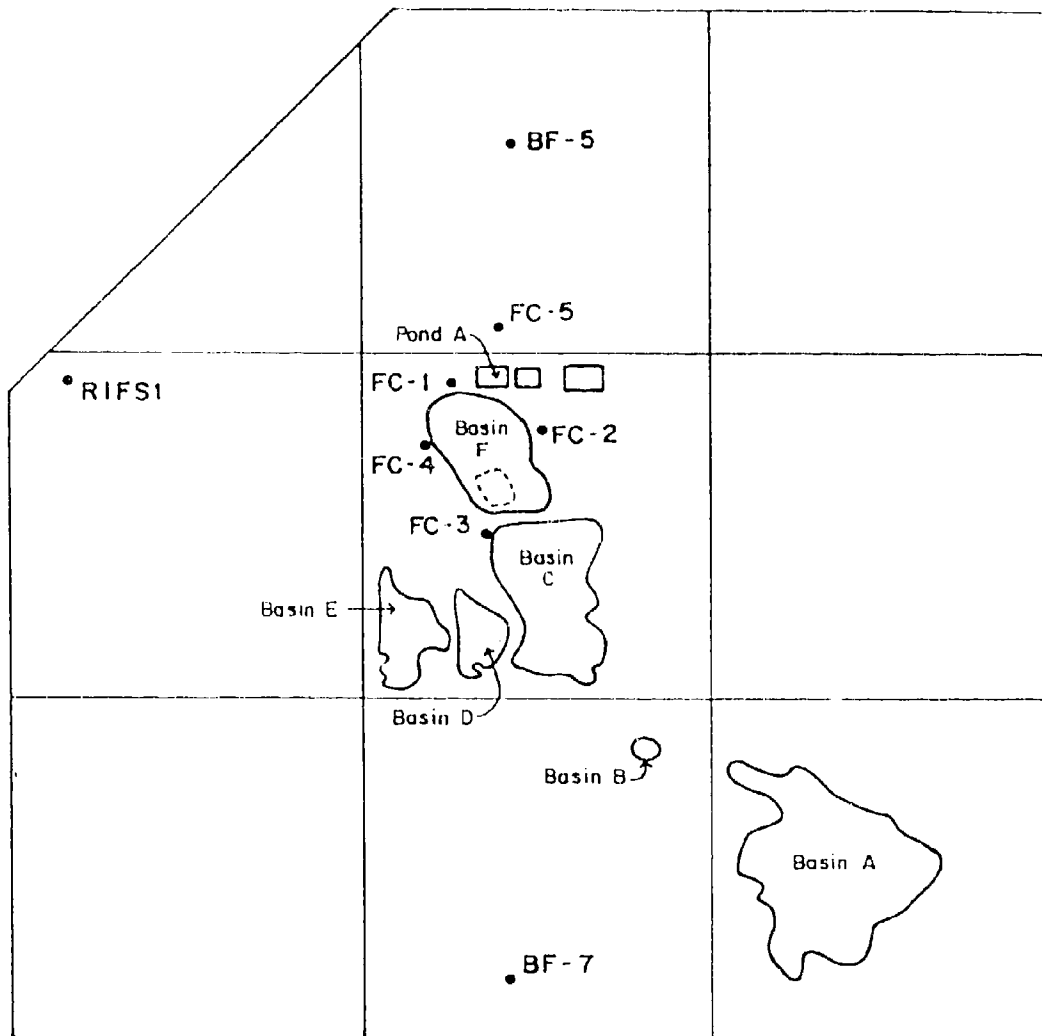 BF-5
FC-5
Pond A
RIFS1
FC-1
Basin
F
FC-2
FC-4
FC-3
Basin
C
Basin E
Basin D
Basin B
Basin A
BF-7